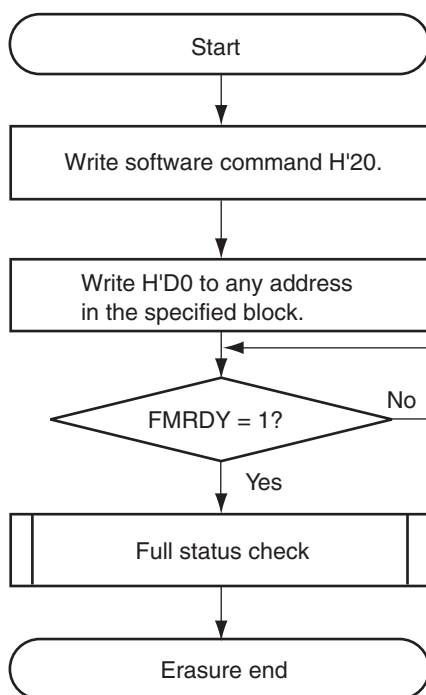 Start
Write software command H'20.
Write H'D0 to any address
in the specified block.
FMRDY = 1?
No
Yes
Full status check
Erasure end